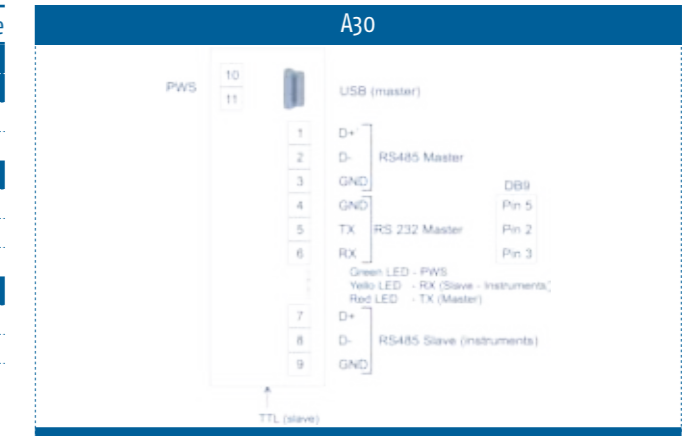 e
A30
PWS
10
11
USB (master)
1 D+
2 D- RS485 Master
3 GND
DB9
4 GND Pin 5
5 TX RS 232 Master Pin 2
6 RX Pin 3
Green LED - PWS
Yello LED - RX (Slave - Instruments)
Red LED - TX (Master)
7 D+
8 D- RS485 Slave (instruments)
9 GND
TTL (slave)